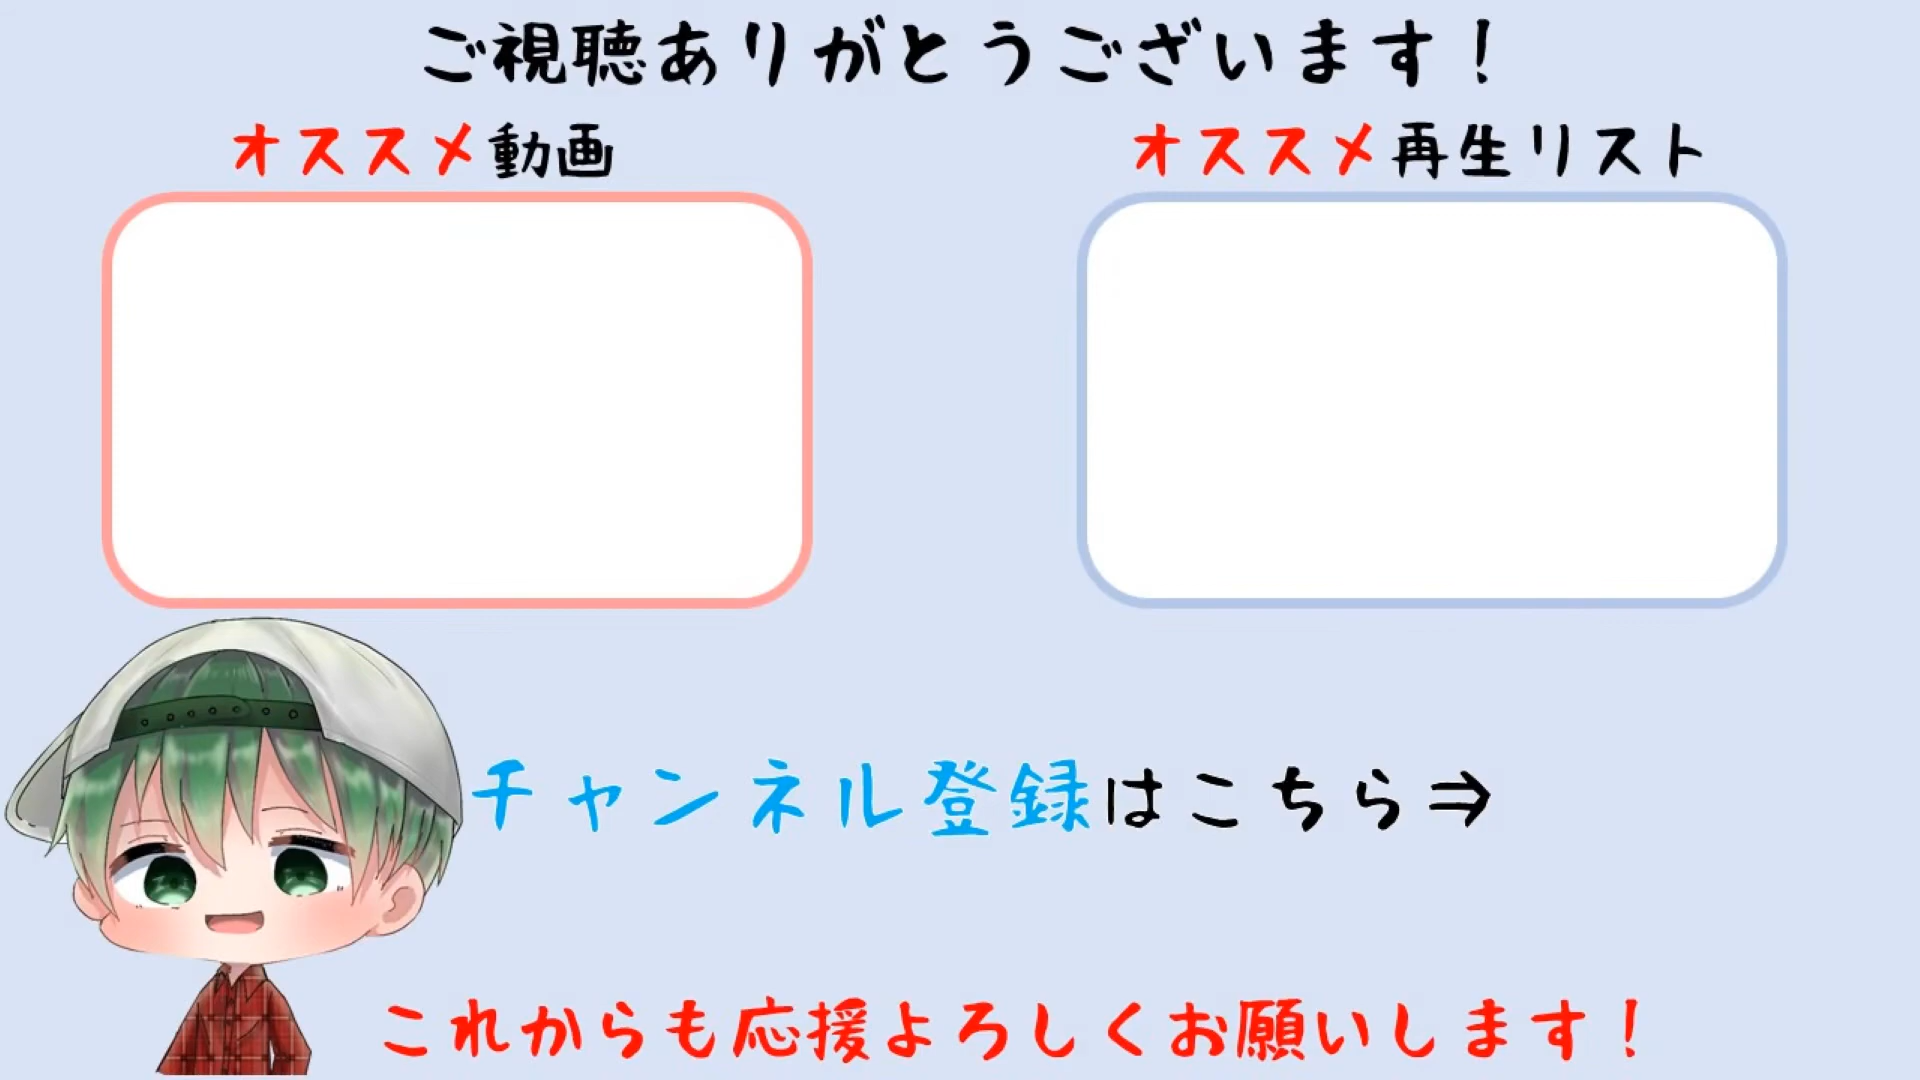 ご視聴ありがとうございます！
オススメ動画
オススメ再生リスト
チャンネル登録はこちら⇒
これからも応援よろしくお願いします！